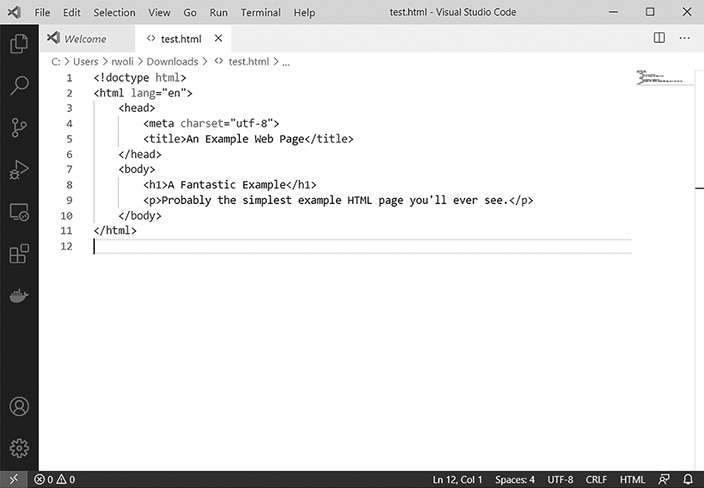 File Edit Selection View Go Run Terminal Help test.html - Visual Studio Code
Welcome test.html
C: > Users > rwoli > Downloads > <> test.html > ...
1 <!doctype html>
2 <html lang="en">
3 <head>
4 <meta charset="utf-8">
5 <title>An Example Web Page</title>
6 </head>
7 <body>
8 <h1>A Fantastic Example</h1>
9 <p>Probably the simplest example HTML page you'll ever see.</p>
10 </body>
11 </html>
12
0 0 Ln 12, Col 1 Spaces: 4 UTF-8 CRLF HTML